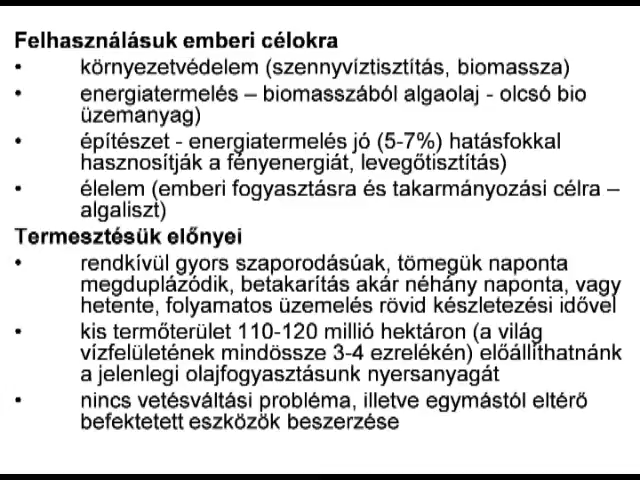 Felhasználásuk emberi célokra
• környezetvédelem (szennyvíztisztítás, biomassza)
• energiatermelés – biomasszából algaolaj - olcsó bio
üzemanyag)
• építészet - energiatermelés jó (5-7%) hatásfokkal
hasznosítják a fényenergiát, levegőtisztítás)
• élelem (emberi fogyasztásra és takarmányozási célra –
algaliszt)
Termesztésük előnyei
• rendkívül gyors szaporodásúak, tömegük naponta
megduplázódik, betakarítás akár néhány naponta, vagy
hetente, folyamatos üzemelés rövid készletezési idővel
• kis termőterület 110-120 millió hektáron (a világ
vízfelületének mindössze 3-4 ezrelékén) előállíthatnánk
a jelenlegi olajfogyasztásunk nyersanyagát
• nincs vetésváltási probléma, illetve egymástól eltérő
befektetett eszközök beszerzése